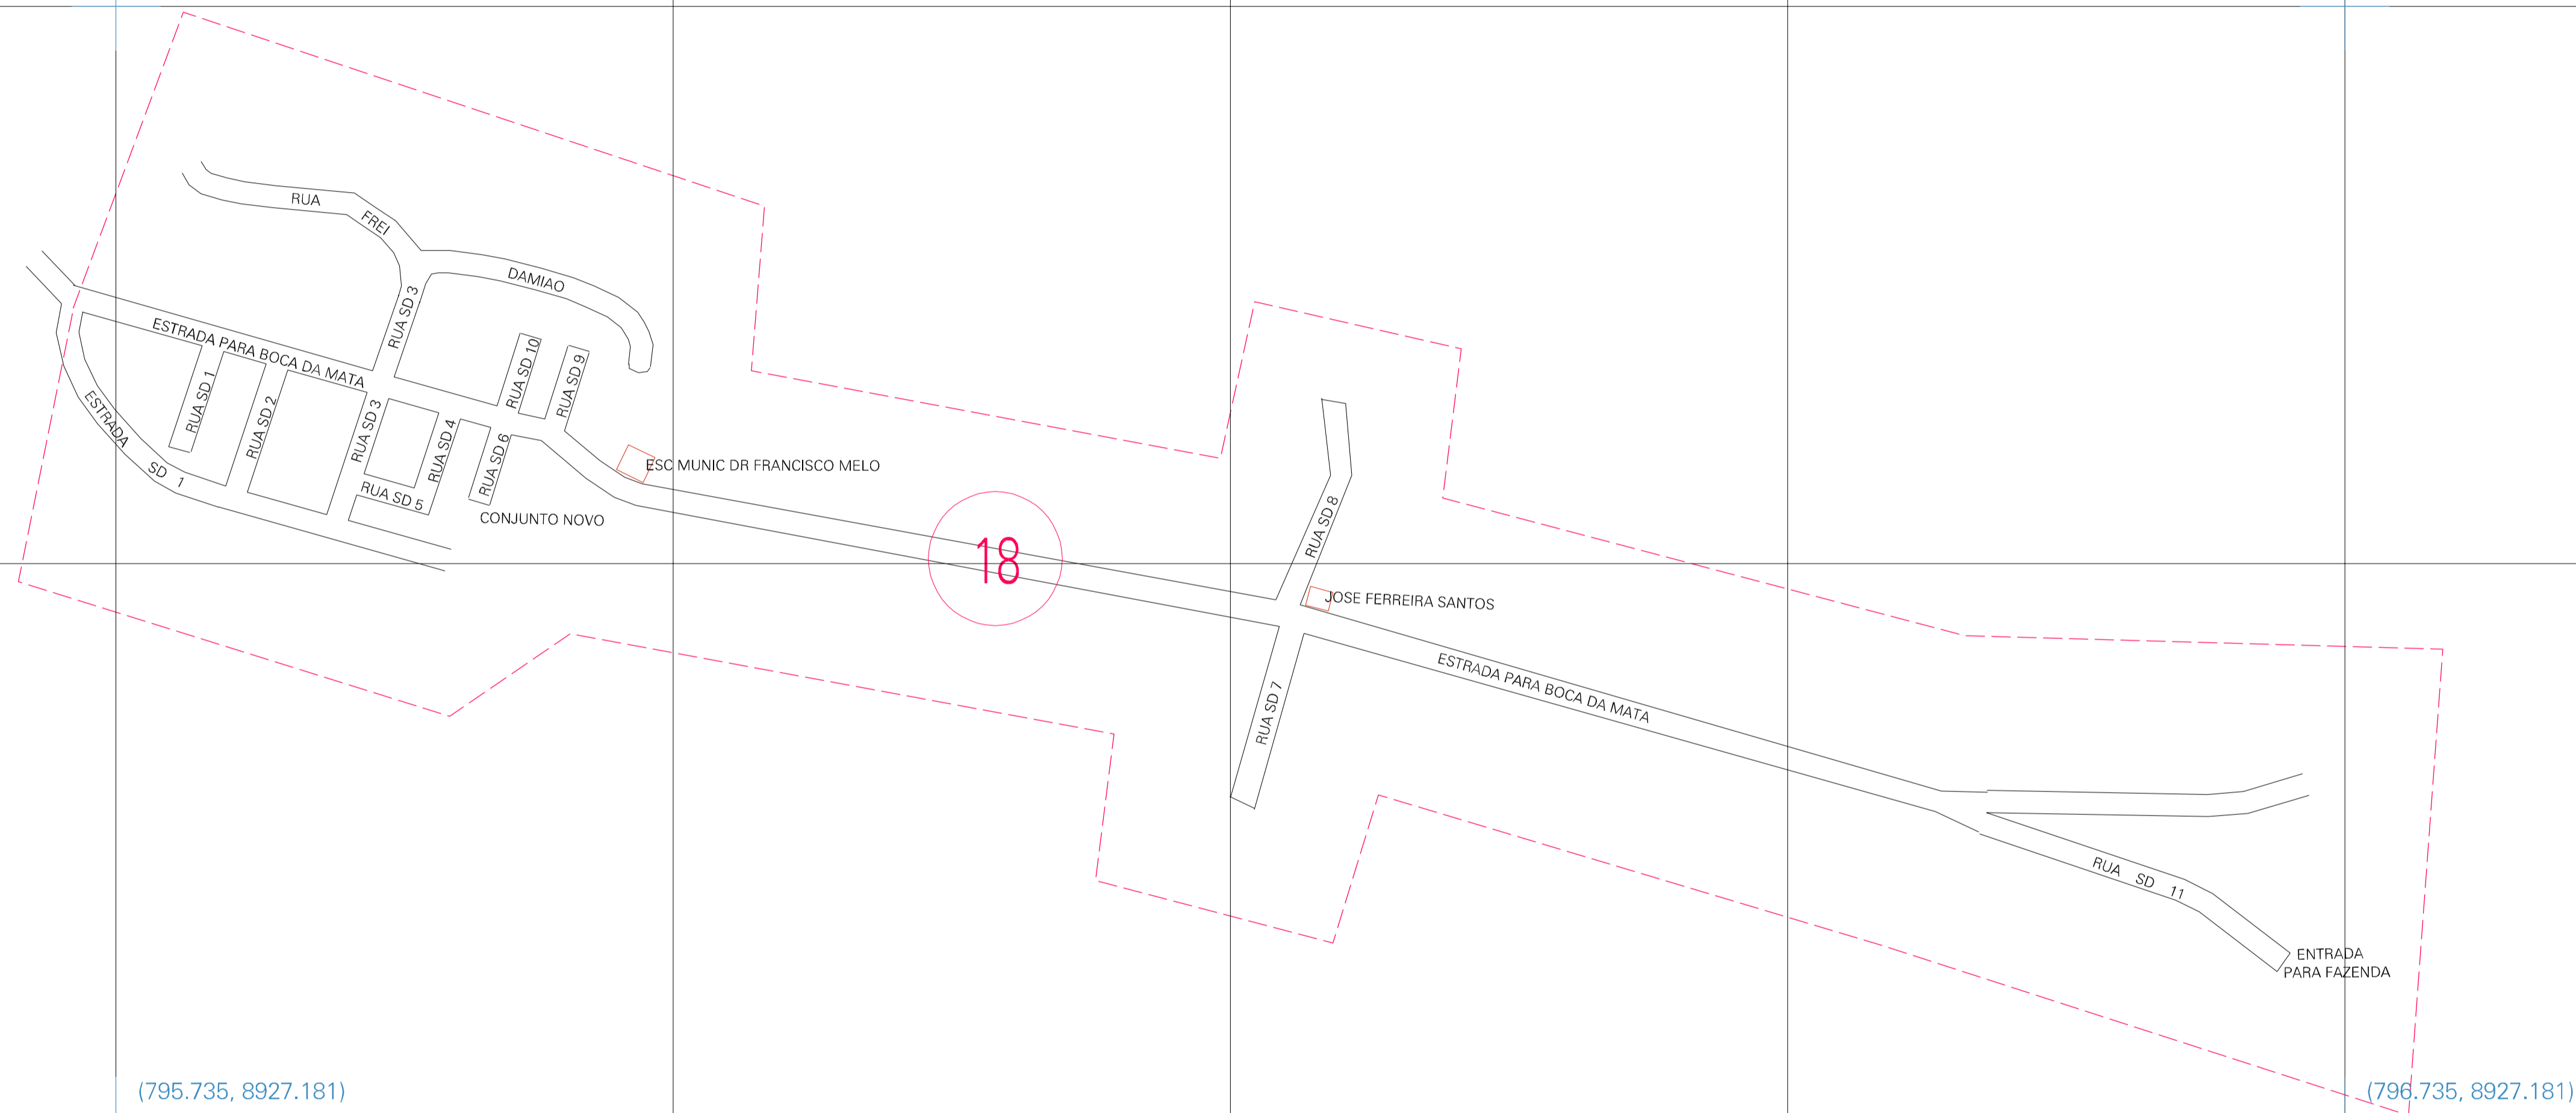 RUA FREI DAMIAO
RUA SD 3
ESTRADA PARA BOCA DA MATA
RUA SD 10
RUA SD 9
RUA SD 1
RUA SD 2
RUA SD 3
RUA SD 4
RUA SD 6
ESTRADA SD 1
RUA SD 5
ESC MUNIC DR FRANCISCO MELO
CONJUNTO NOVO
18
RUA SD 8
JOSE FERREIRA SANTOS
ESTRADA PARA BOCA DA MATA
RUA SD 7
RUA SD 11
ENTRADA
PARA FAZENDA
(795.735, 8927.181)
(796.735, 8927.181)